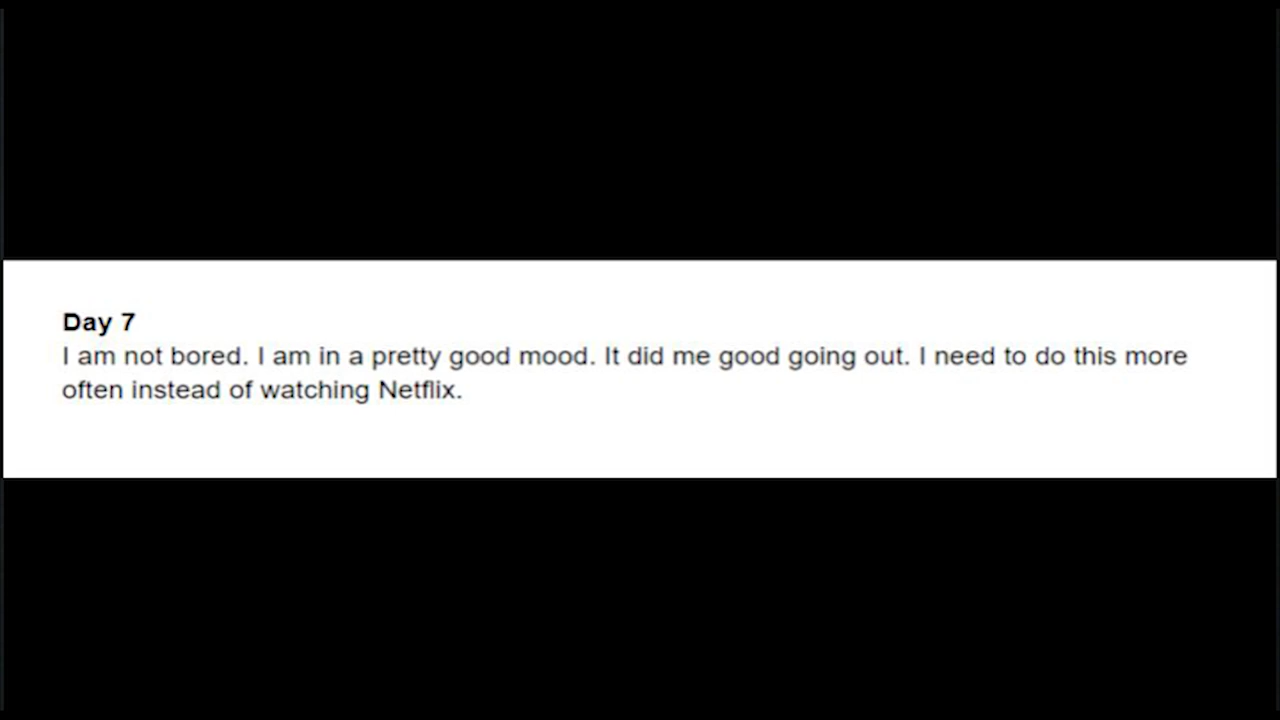 Day 7
I am not bored. I am in a pretty good mood. It did me good going out. I need to do this more
often instead of watching Netflix.